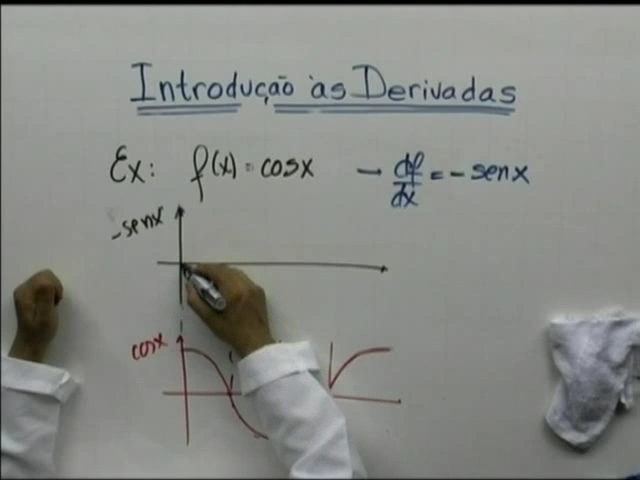 Introdução às Derivadas
Ex: f(x) = cosx → df/dx = - senx
-senx
cosx